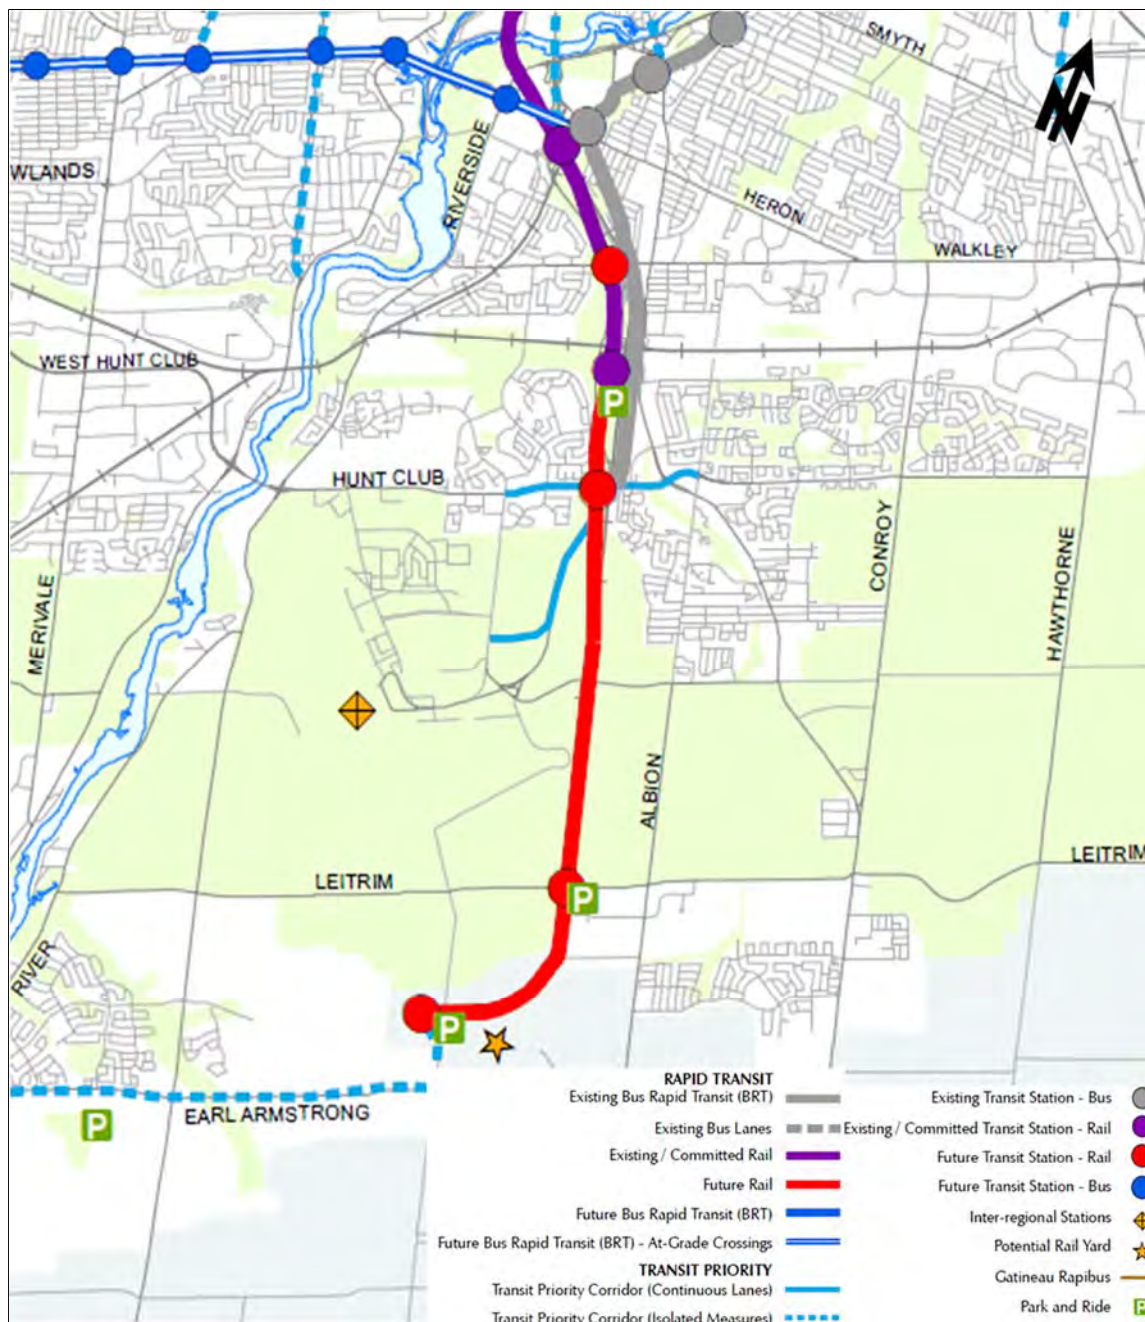 SMYTH
N
RIVERSIDE
WLANDS
HERON
WALKLEY
WEST HUNT CLUB
P
HUNT CLUB
CONROY
HAWTHORNE
MERIVALE
ALBION
LEITRIM
LEITRIM
P
RIVER
P
EARL ARMSTRONG
P
RAPID TRANSIT
Existing Bus Rapid Transit (BRT)
Existing Bus Lanes
Existing / Committed Rail
Future Rail
Future Bus Rapid Transit (BRT)
Future Bus Rapid Transit (BRT) - At-Grade Crossings
TRANSIT PRIORITY
Transit Priority Corridor (Continuous Lanes)
Transit Priority Corridor (Isolated Measures)
Existing Transit Station - Bus
Existing / Committed Transit Station - Rail
Future Transit Station - Rail
Future Transit Station - Bus
Inter-regional Stations
Potential Rail Yard
Gatineau Rapibus
Park and Ride P